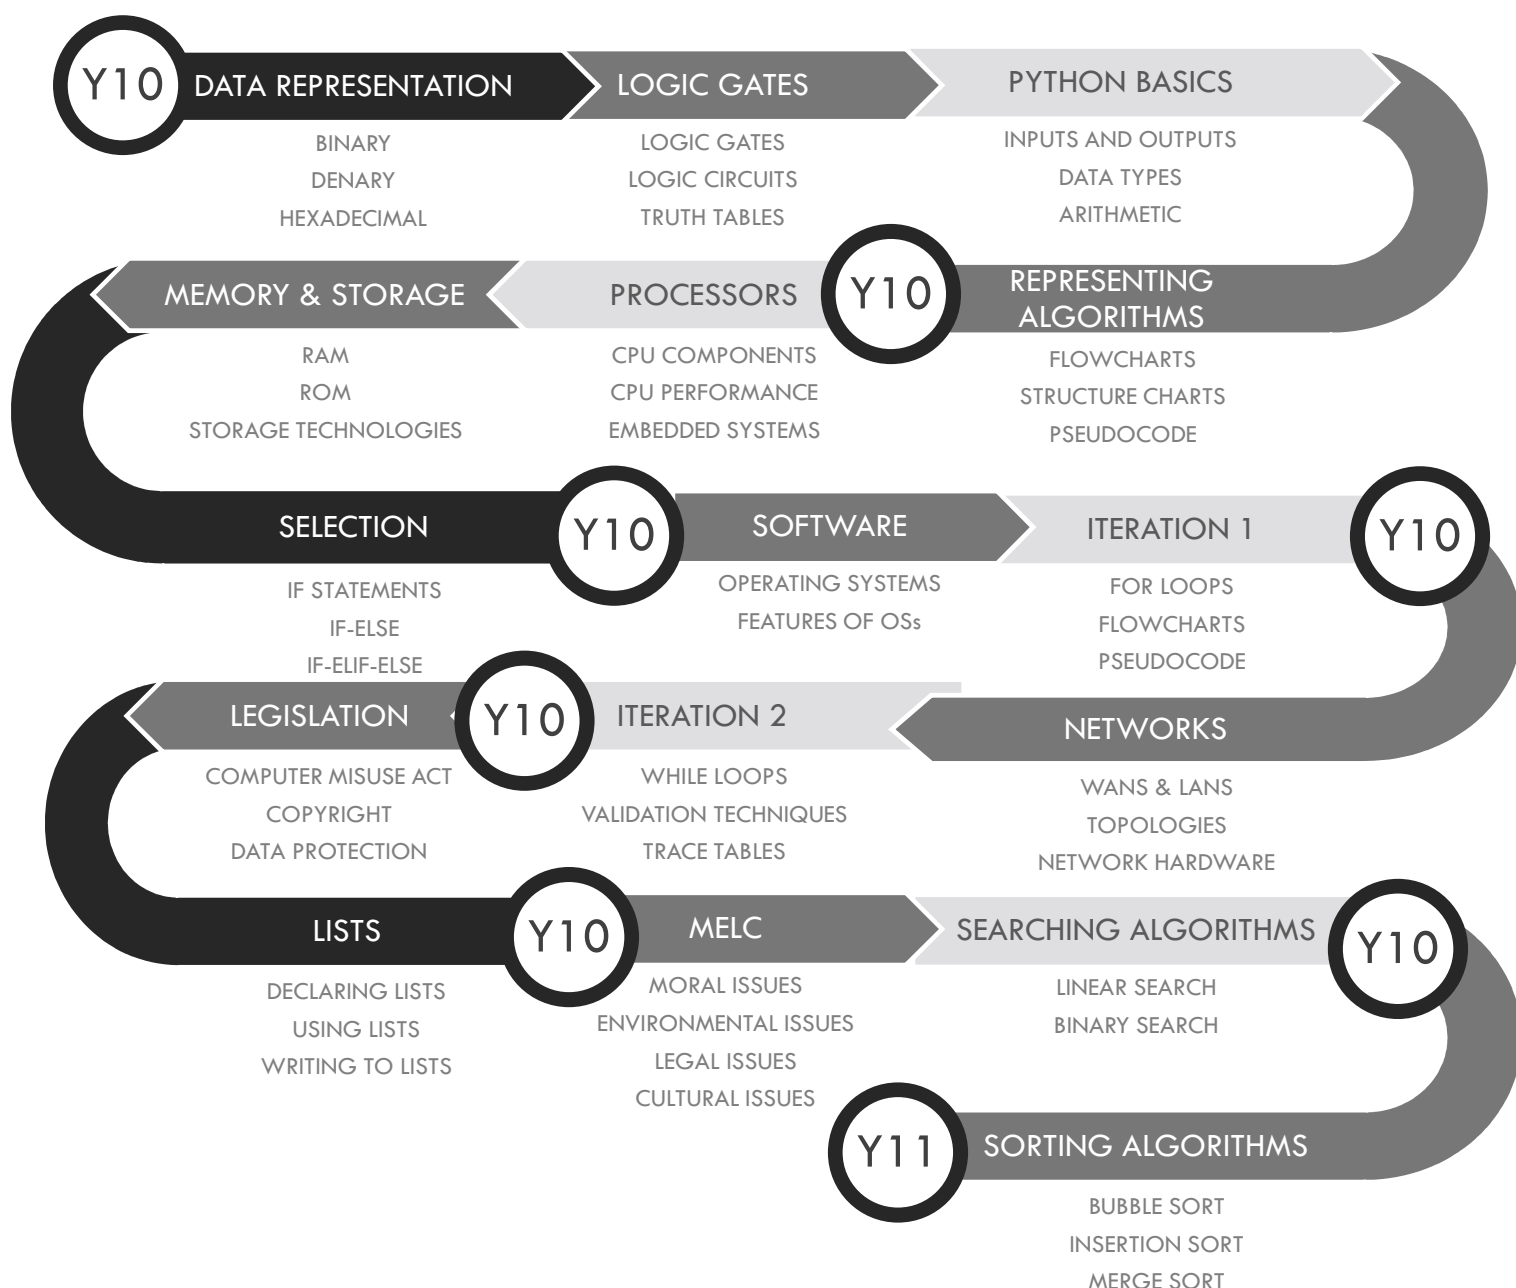 Y10
DATA REPRESENTATION
BINARY
DENARY
HEXADECIMAL
LOGIC GATES
LOGIC GATES
LOGIC CIRCUITS
TRUTH TABLES
PYTHON BASICS
INPUTS AND OUTPUTS
DATA TYPES
ARITHMETIC
REPRESENTING
ALGORITHMS
FLOWCHARTS
STRUCTURE CHARTS
PSEUDOCODE
Y10
PROCESSORS
CPU COMPONENTS
CPU PERFORMANCE
EMBEDDED SYSTEMS
MEMORY & STORAGE
RAM
ROM
STORAGE TECHNOLOGIES
SELECTION
IF STATEMENTS
IF-ELSE
IF-ELIF-ELSE
Y10
SOFTWARE
OPERATING SYSTEMS
FEATURES OF OSs
ITERATION 1
FOR LOOPS
FLOWCHARTS
PSEUDOCODE
Y10
NETWORKS
WANS & LANS
TOPOLOGIES
NETWORK HARDWARE
ITERATION 2
WHILE LOOPS
VALIDATION TECHNIQUES
TRACE TABLES
Y10
LEGISLATION
COMPUTER MISUSE ACT
COPYRIGHT
DATA PROTECTION
LISTS
DECLARING LISTS
USING LISTS
WRITING TO LISTS
Y10
MELC
MORAL ISSUES
ENVIRONMENTAL ISSUES
LEGAL ISSUES
CULTURAL ISSUES
SEARCHING ALGORITHMS
LINEAR SEARCH
BINARY SEARCH
Y10
SORTING ALGORITHMS
BUBBLE SORT
INSERTION SORT
MERGE SORT
Y11